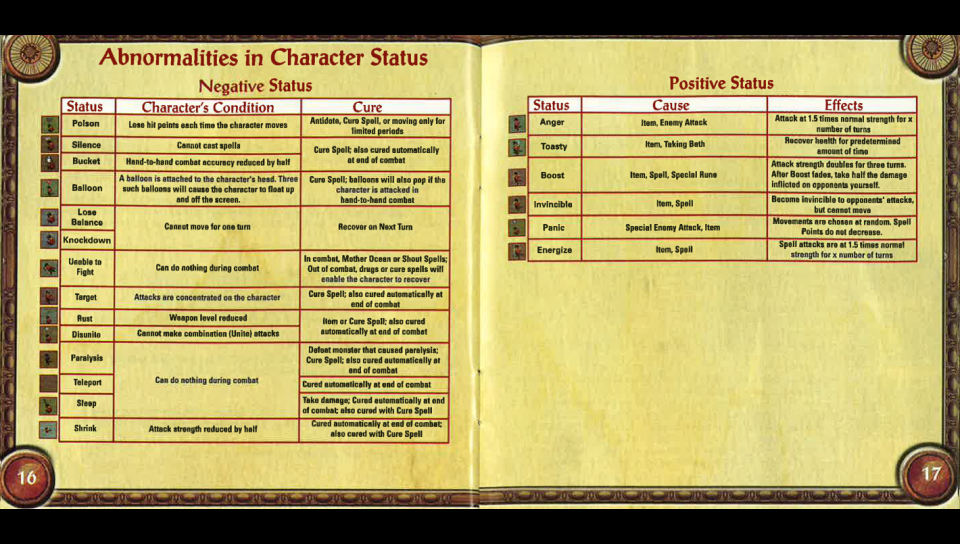 Abnormalities in Character Status
Negative Status
Status Character's Condition Cure
Poison Lose hit points each time the character moves Antidote, Cure Spell, or moving only for
limited periods
Silence Cannot cast spells Cure Spell; also cured automatically
at end of combat
Bucket Hand-to-hand combat accuracy reduced by half
Balloon A balloon is attached to the character's head. Three
such balloons will cause the character to float up
and off the screen.
Cure Spell; balloons will also pop if the
character is attacked in
hand-to-hand combat
Lose
Balance
Cannot move for one turn Recover on Next Turn
Knockdown
Unable to
Fight
Can do nothing during combat
In combat, Mother Ocean or Shout Spells;
Out of combat, drugs or cure spells will
enable the character to recover
Target Attacks are concentrated on the character Cure Spell; also cured automatically at
end of combat
Rust Weapon level reduced Item or Cure Spell; also cured
automatically at end of combat
Disunite Cannot make combination (Unite) attacks
Paralysis Defeat monster that caused paralysis;
Cure Spell; also cured automatically at
end of combat
Teleport Can do nothing during combat Cured automatically at end of combat
Sleep Take damage; Cured automatically at end
of combat; also cured with Cure Spell
Shrink Attack strength reduced by half Cured automatically at end of combat;
also cured with Cure Spell
16
Positive Status
Status Cause Effects
Anger Item, Enemy Attack Attack at 1.5 times normal strength for x
number of turns
Toasty Item, Taking Bath Recover health for predetermined
amount of time
Boost Item, Spell, Special Rune Attack strength doubles for three turns.
After Boost fades, take half the damage
inflicted on opponents yourself.
Invincible Item, Spell Become invincible to opponents' attacks,
but cannot move
Panic Special Enemy Attack, Item Movements are chosen at random. Spell
Points do not decrease.
Energize Item, Spell Spell attacks are at 1.5 times normal
strength for x number of turns
17